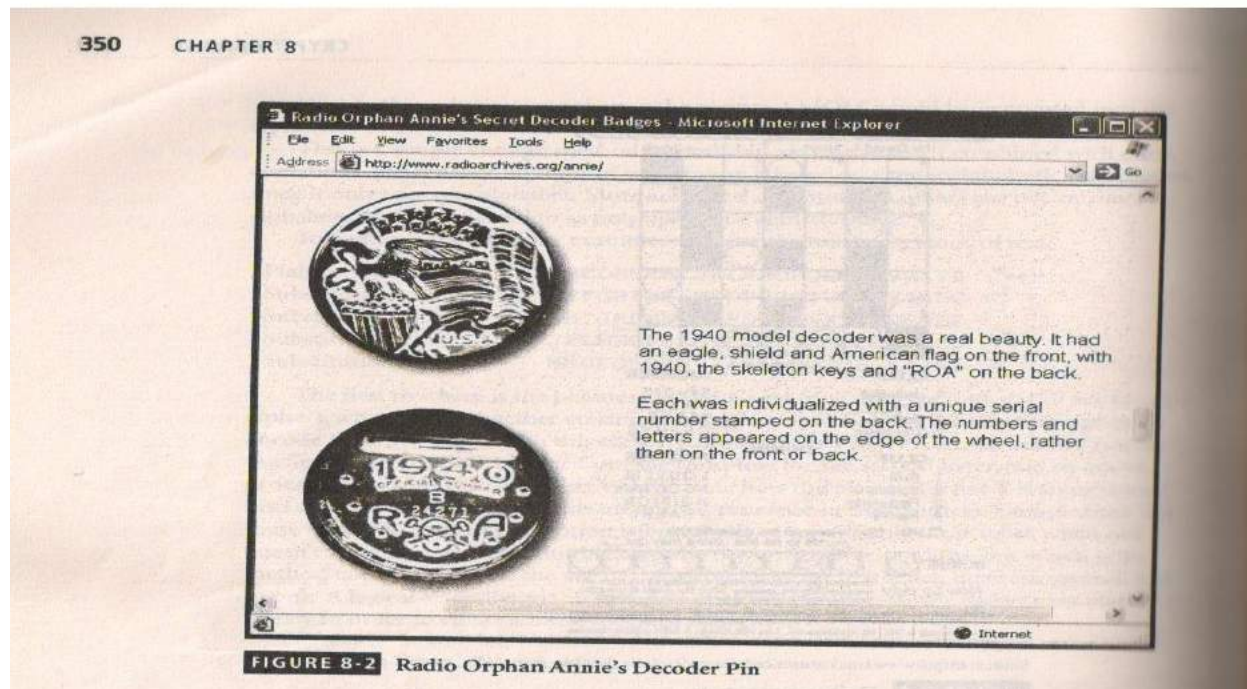 350 CHAPTER 8
Radio Orphan Annie's Secret Decoder Badges - Microsoft Internet Explorer
File Edit View Favorites Tools Help
Address http://www.radioarchives.org/annie/ Go
U.S.A
The 1940 model decoder was a real beauty. It had
an eagle, shield and American flag on the front, with
1940, the skeleton keys and "ROA" on the back.
Each was individualized with a unique serial
number stamped on the back. The numbers and
letters appeared on the edge of the wheel, rather
than on the front or back.
1940
B
24271
R A
Internet
FIGURE 8-2 Radio Orphan Annie's Decoder Pin